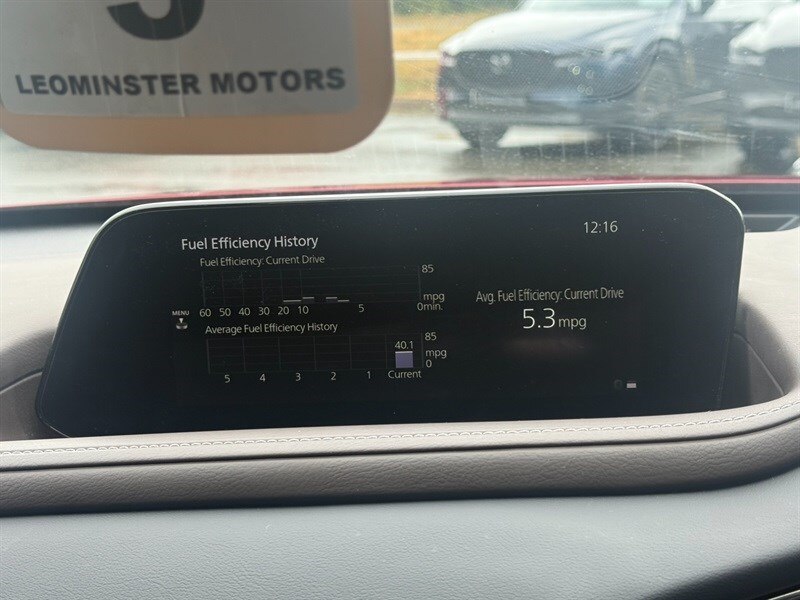 LEOMINSTER MOTORS
Fuel Efficiency History
12:16
Fuel Efficiency: Current Drive
85
mpg
60 50 40 30 20 10 5 0min.
Avg. Fuel Efficiency: Current Drive
5.3 mpg
MENU
Average Fuel Efficiency History
85
40.1
mpg
0
5 4 3 2 1 Current